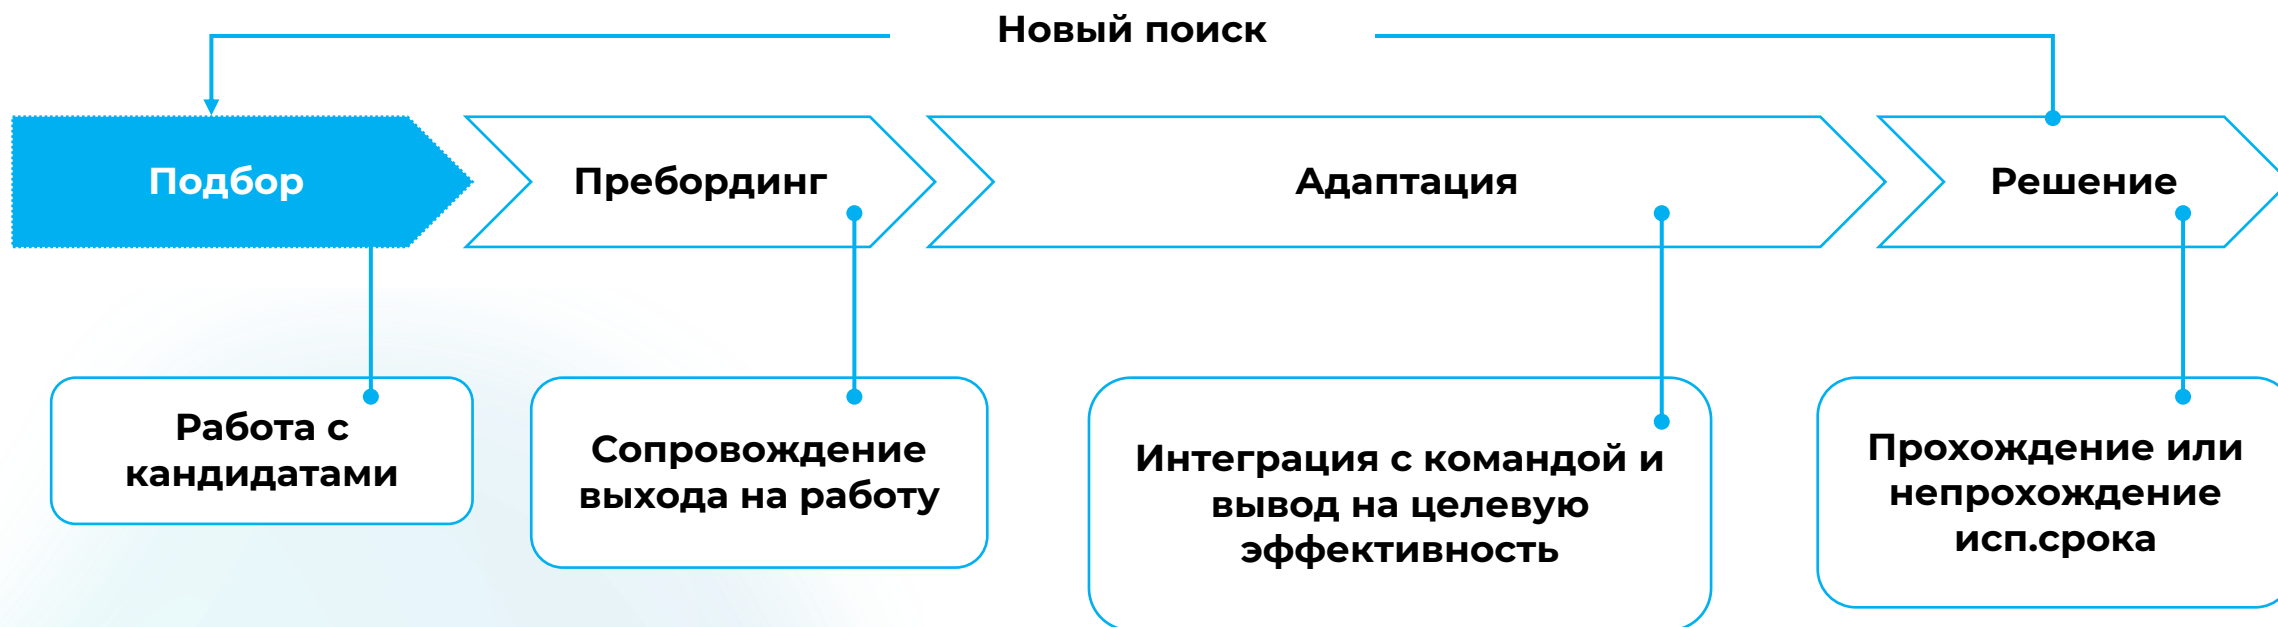 Новый поиск
Подбор
Пребординг
Адаптация
Решение
Работа с
кандидатами
Сопровождение
выхода на работу
Интеграция с командой и
вывод на целевую
эффективность
Прохождение или
непрохождение
исп.срока